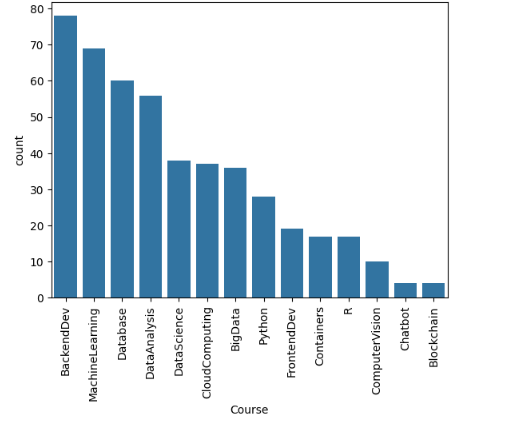 80
70
60
50
40
30
20
10
0
count
BackendDev
MachineLearning
Database
DataAnalysis
DataScience
CloudComputing
BigData
Python
FrontendDev
Containers
R
ComputerVision
Chatbot
Blockchain
Course